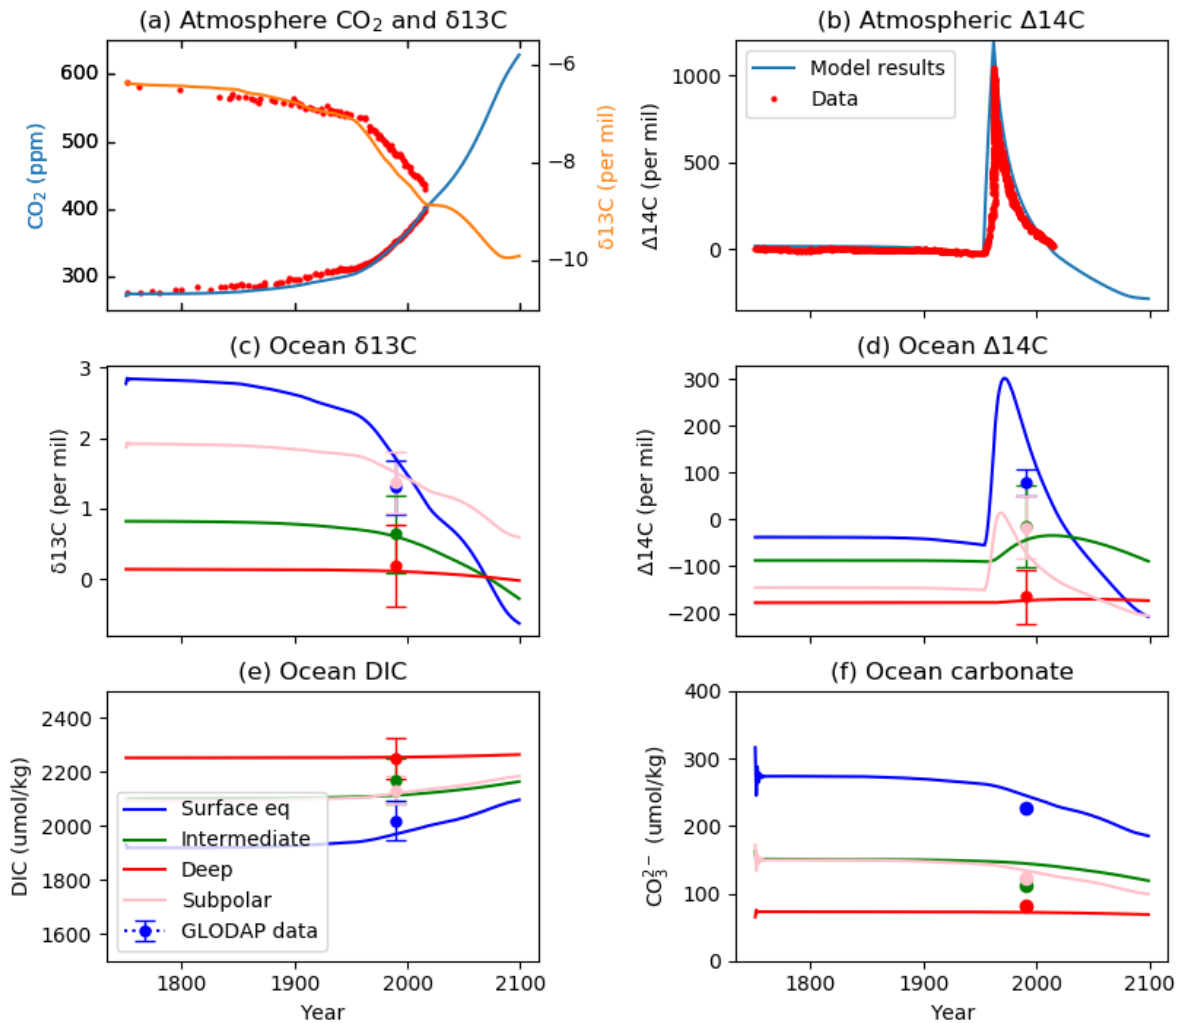 (a) Atmosphere CO₂ and δ13C
CO₂ (ppm)
600
500
400
300
−6
−8
−10
δ13C (per mil)
(b) Atmospheric Δ14C
Δ14C (per mil)
1000
500
0
Model results
Data
(c) Ocean δ13C
δ13C (per mil)
3
2
1
0
(d) Ocean Δ14C
Δ14C (per mil)
300
200
100
0
−100
−200
(e) Ocean DIC
DIC (umol/kg)
2400
2200
2000
1800
1600
Surface eq
Intermediate
Deep
Subpolar
GLODAP data
1800 1900 2000 2100
Year
(f) Ocean carbonate
CO₃²⁻ (umol/kg)
400
300
200
100
0
1800 1900 2000 2100
Year